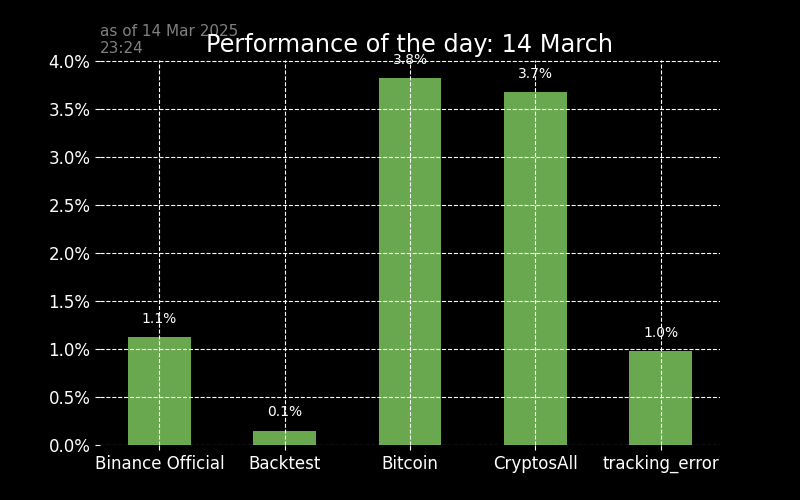 as of 14 Mar 2025
23:24
Performance of the day: 14 March
4.0%
3.5%
3.0%
2.5%
2.0%
1.5%
1.0%
0.5%
0.0%
1.1%
0.1%
3.8%
3.7%
1.0%
Binance Official
Backtest
Bitcoin
CryptosAll
tracking_error